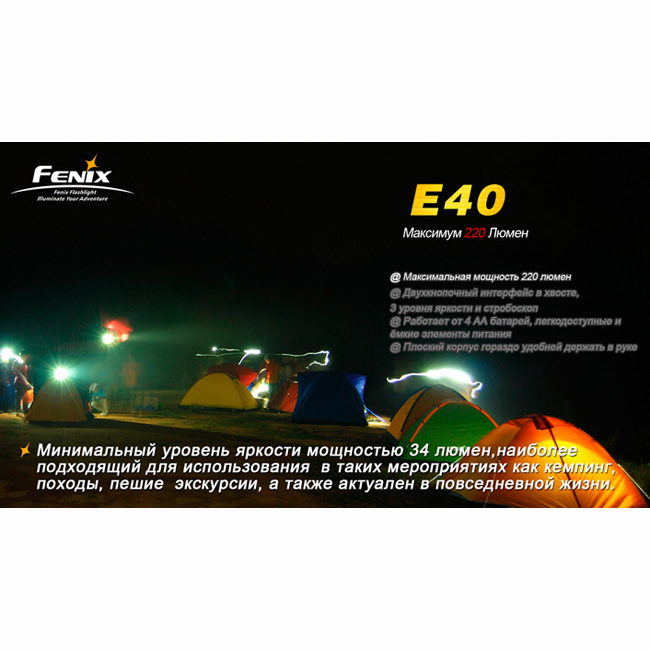 FENIX
Fenix Flashlight
Illuminate Your Adventure
E40
Максимум 220 Люмен
@ Максимальная мощность 220 люмен
@ Двухкнопочный интерфейс в хвосте,
3 уровня яркости и стробоскоп
@ Работает от 4 АА батарей, легкодоступные и
ёмкие элементы питания
@ Плоский корпус гораздо удобней держать в руке
Минимальный уровень яркости мощностью 34 люмен,наиболее
подходящий для использования в таких мероприятиях как кемпинг,
походы, пешие экскурсии, а также актуален в повседневной жизни.